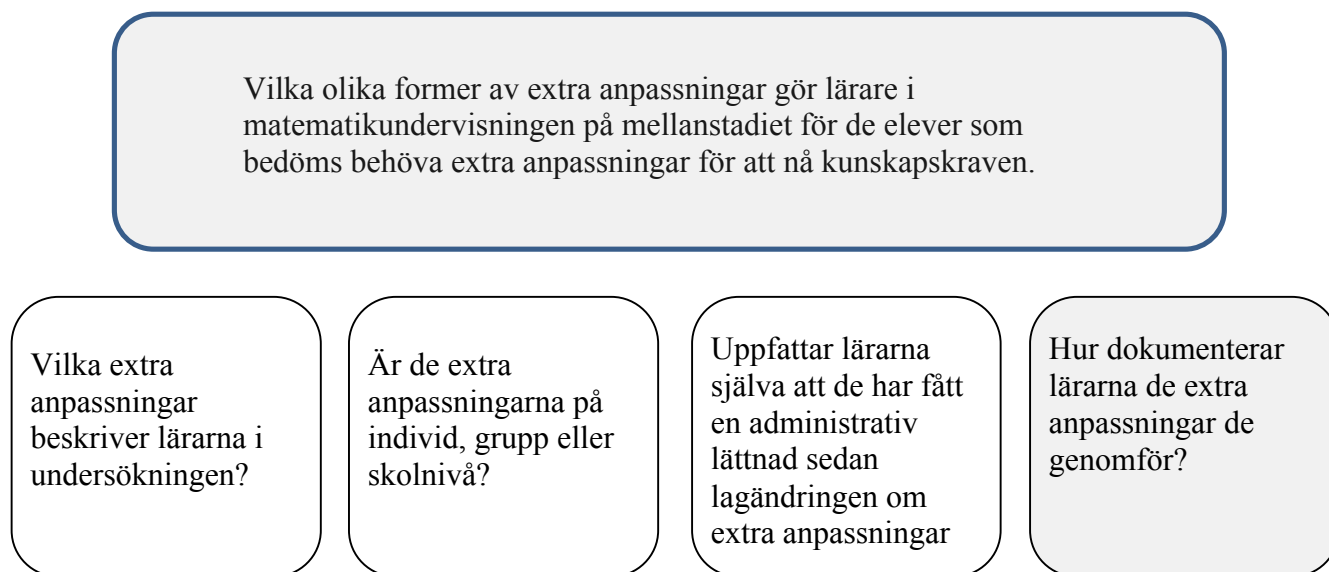 Vilka olika former av extra anpassningar gör lärare i
matematikundervisningen på mellanstadiet för de elever som
bedöms behöva extra anpassningar för att nå kunskapskraven.
Vilka extra
anpassningar
beskriver lärarna i
undersökningen?
Är de extra
anpassningarna på
individ, grupp eller
skolnivå?
Uppfattar lärarna
själva att de har fått
en administrativ
lättnad sedan
lagändringen om
extra anpassningar
Hur dokumenterar
lärarna de extra
anpassningar de
genomför?